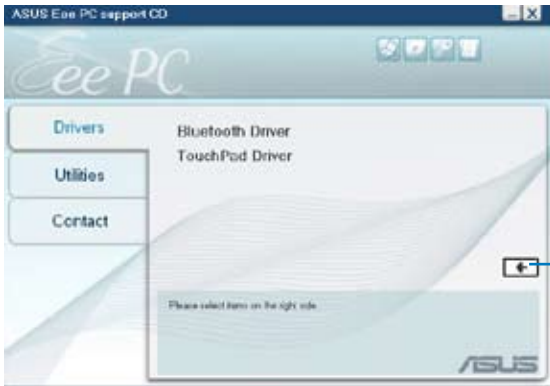 ASUS Eee PC support CD
Eee PC
Drivers
Utilities
Contact
Bluetooth Driver
TouchPad Driver
Please select items on the right side.
ASUS